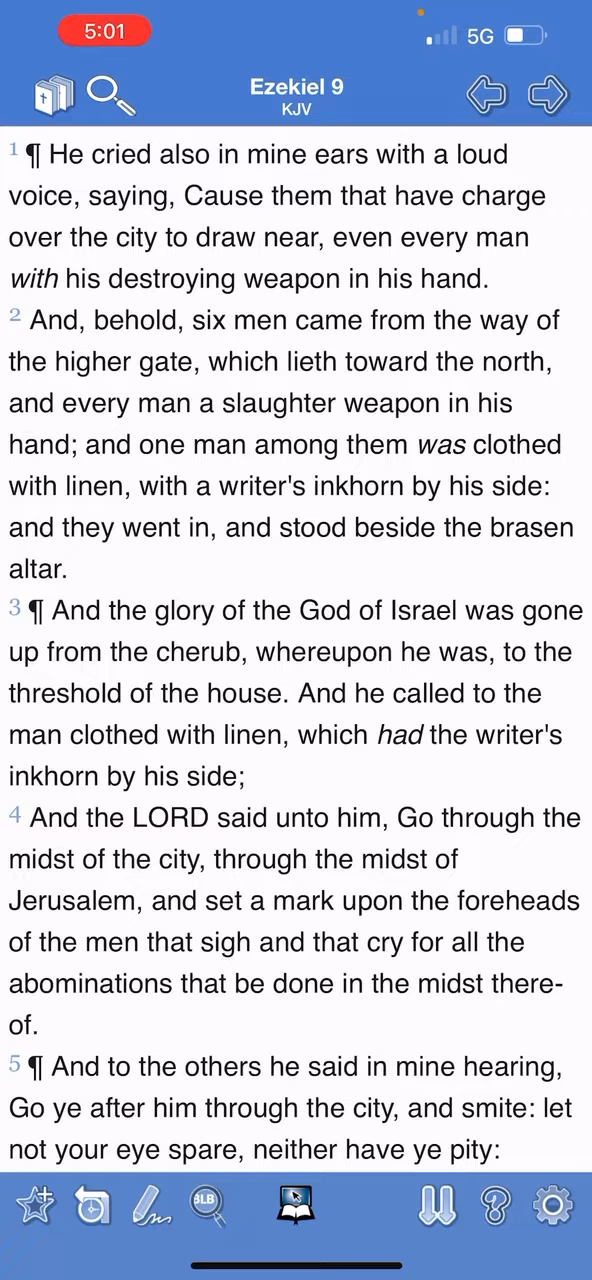 5:01
5G
Ezekiel 9
KJV
1 ¶ He cried also in mine ears with a loud
voice, saying, Cause them that have charge
over the city to draw near, even every man
with his destroying weapon in his hand.
2 And, behold, six men came from the way of
the higher gate, which lieth toward the north,
and every man a slaughter weapon in his
hand; and one man among them was clothed
with linen, with a writer's inkhorn by his side:
and they went in, and stood beside the brasen
altar.
3 ¶ And the glory of the God of Israel was gone
up from the cherub, whereupon he was, to the
threshold of the house. And he called to the
man clothed with linen, which had the writer's
inkhorn by his side;
4 And the LORD said unto him, Go through the
midst of the city, through the midst of
Jerusalem, and set a mark upon the foreheads
of the men that sigh and that cry for all the
abominations that be done in the midst there-
of.
5 ¶ And to the others he said in mine hearing,
Go ye after him through the city, and smite: let
not your eye spare, neither have ye pity:
BLB